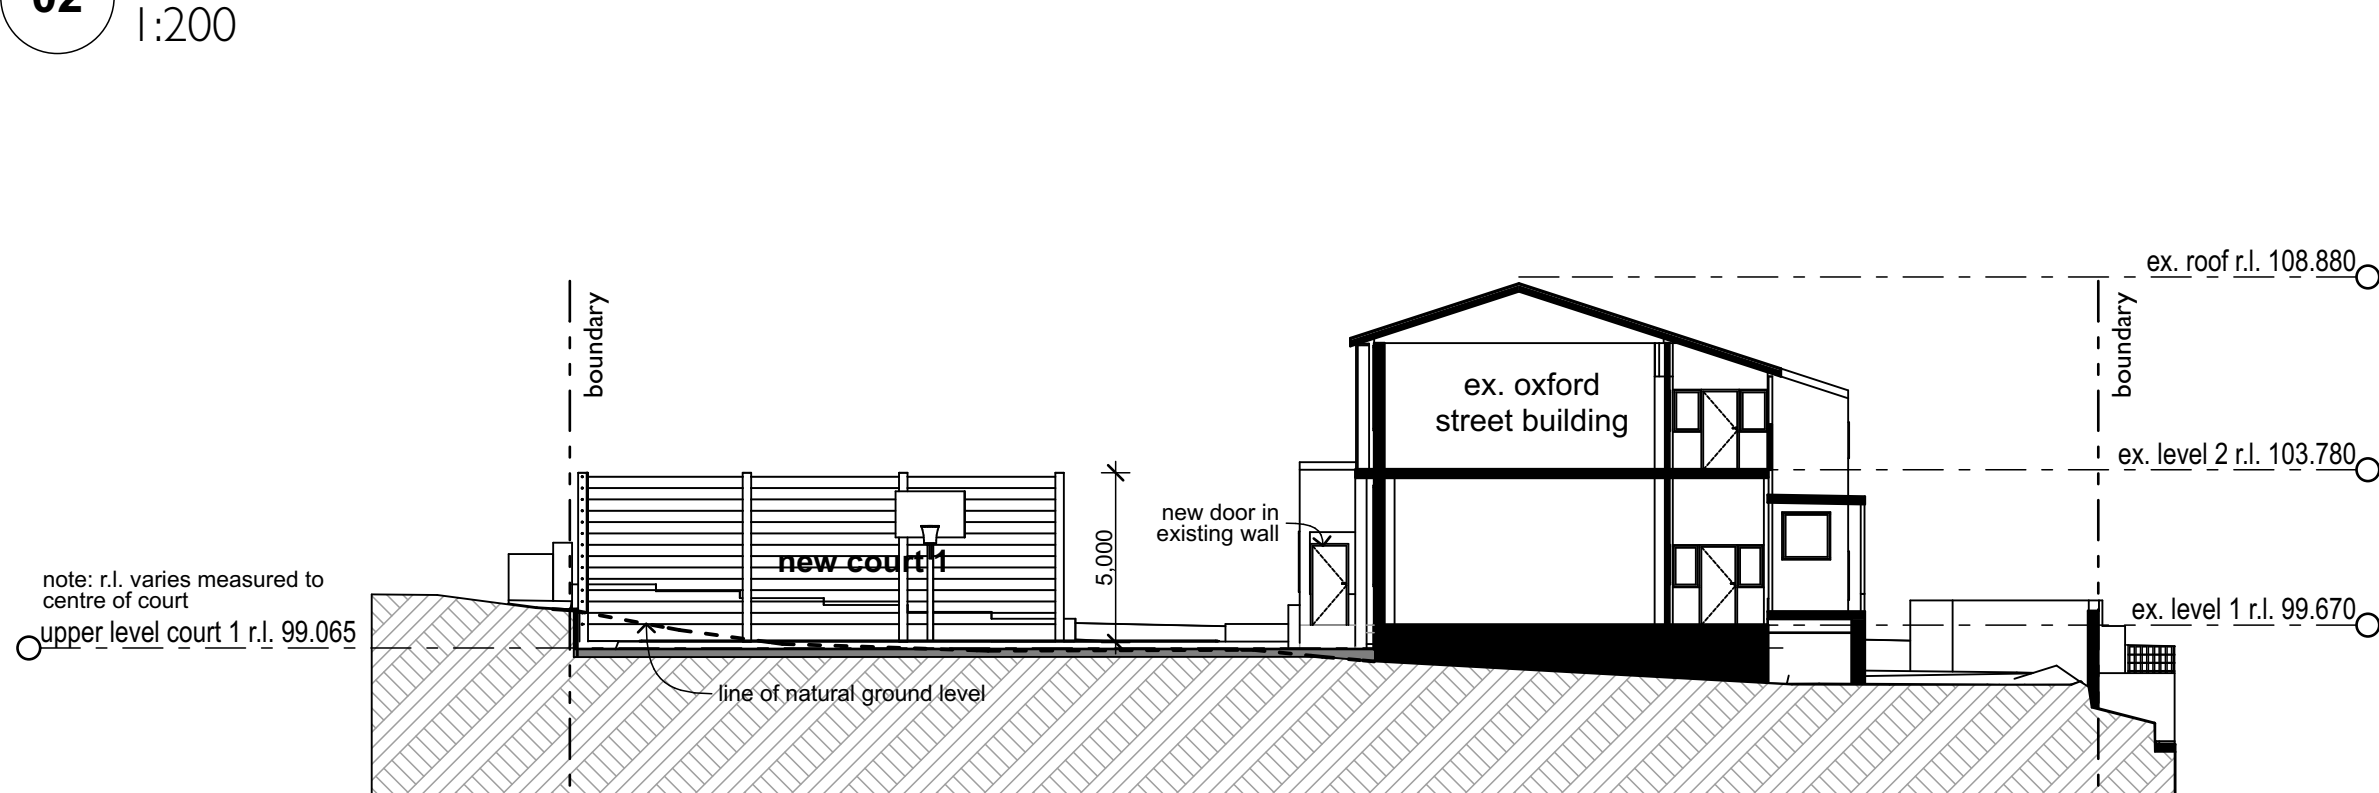 02
1:200
ex. roof r.l. 108.880
boundary
boundary
ex. oxford
street building
ex. level 2 r.l. 103.780
new door in
existing wall
5,000
new court 1
note: r.l. varies measured to
centre of court
upper level court 1 r.l. 99.065
ex. level 1 r.l. 99.670
line of natural ground level